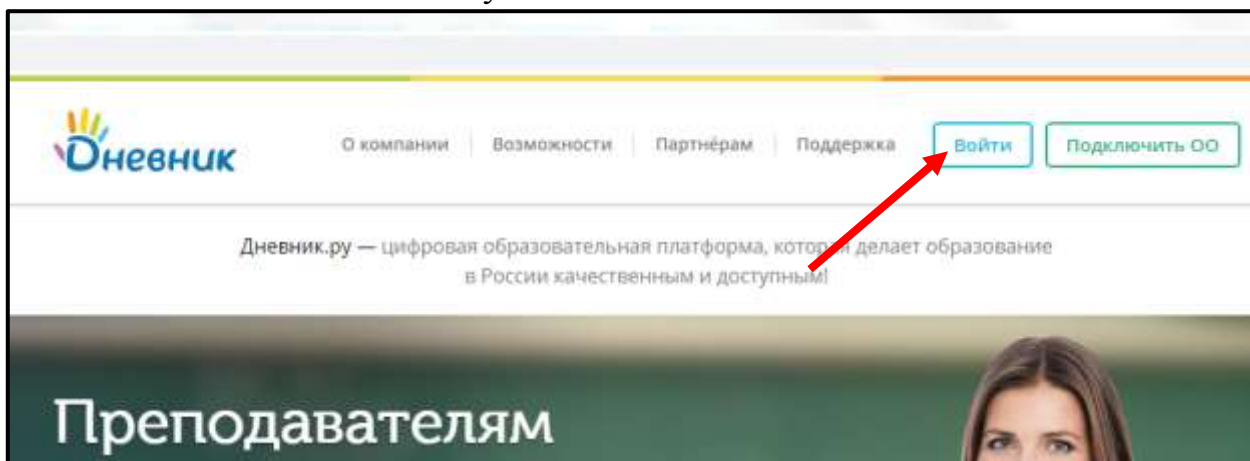 Дневник
О компании
Возможности
Партнёрам
Поддержка
Войти
Подключить ОО
Дневник.ру — цифровая образовательная платформа, которая делает образование
в России качественным и доступным!
Преподавателям